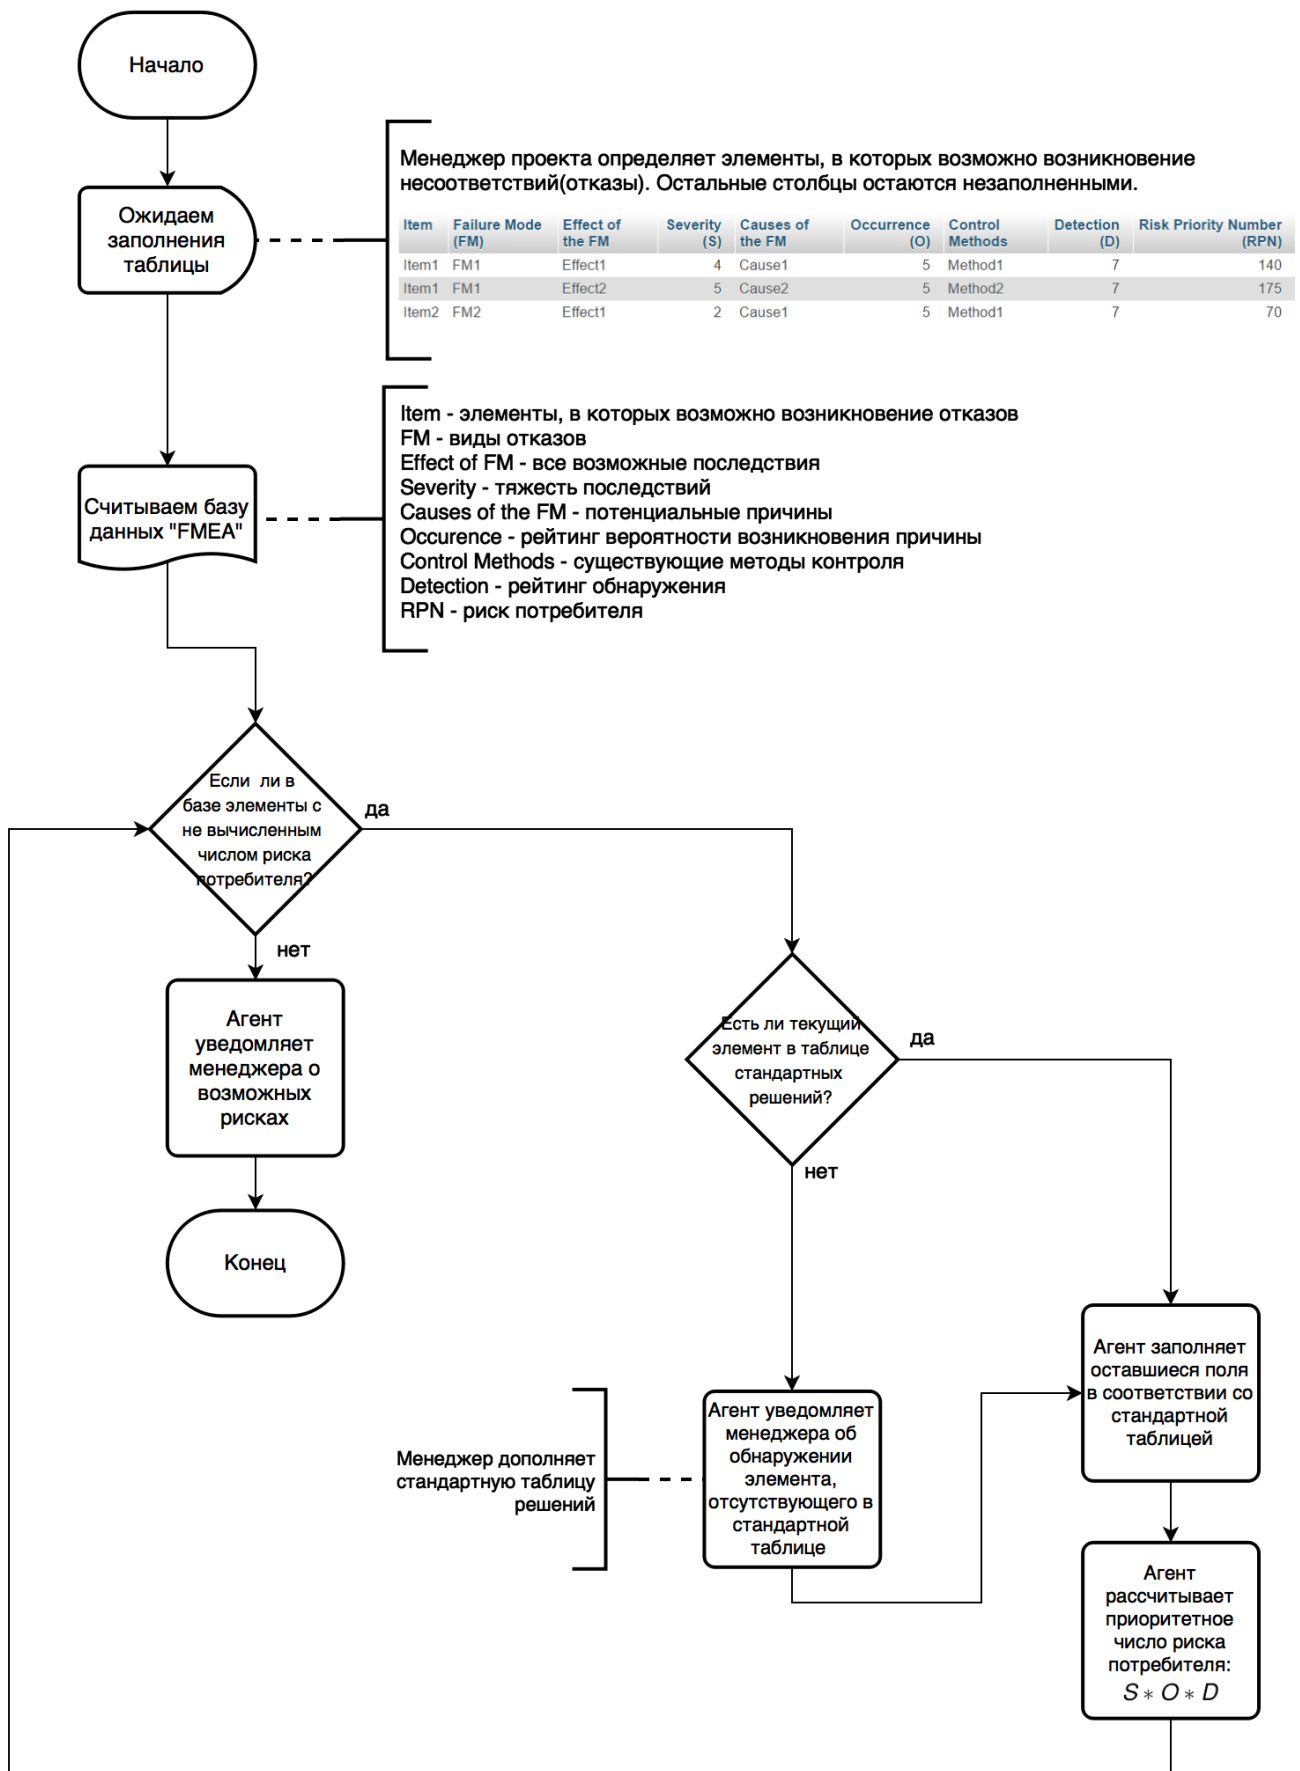 Начало
Менеджер проекта определяет элементы, в которых возможно возникновение
несоответствий(отказы). Остальные столбцы остаются незаполненными.
Ожидаем
заполнения
таблицы
Item Failure Mode Effect of Severity Causes of Occurrence Control Detection Risk Priority Number
(FM) the FM (S) the FM (O) Methods (D) (RPN)
Item1 FM1 Effect1 4 Cause1 5 Method1 7 140
Item1 FM1 Effect2 5 Cause2 5 Method2 7 175
Item2 FM2 Effect1 2 Cause1 5 Method1 7 70
Item - элементы, в которых возможно возникновение отказов
FM - виды отказов
Effect of FM - все возможные последствия
Severity - тяжесть последствий
Causes of the FM - потенциальные причины
Occurence - рейтинг вероятности возникновения причины
Control Methods - существующие методы контроля
Detection - рейтинг обнаружения
RPN - риск потребителя
Считываем базу
данных "FMEA"
Если ли в
базе элементы с
не вычисленным
числом риска
потребителя?
да
нет
Агент
уведомляет
менеджера о
возможных
рисках
Конец
Есть ли текущий
элемент в таблице
стандартных
решений?
да
нет
Агент заполняет
оставшиеся поля
в соответствии со
стандартной
таблицей
Агент уведомляет
менеджера об
обнаружении
элемента,
отсутствующего в
стандартной
таблице
Менеджер дополняет
стандартную таблицу
решений
Агент
рассчитывает
приоритетное
число риска
потребителя:
S ∗ O ∗ D